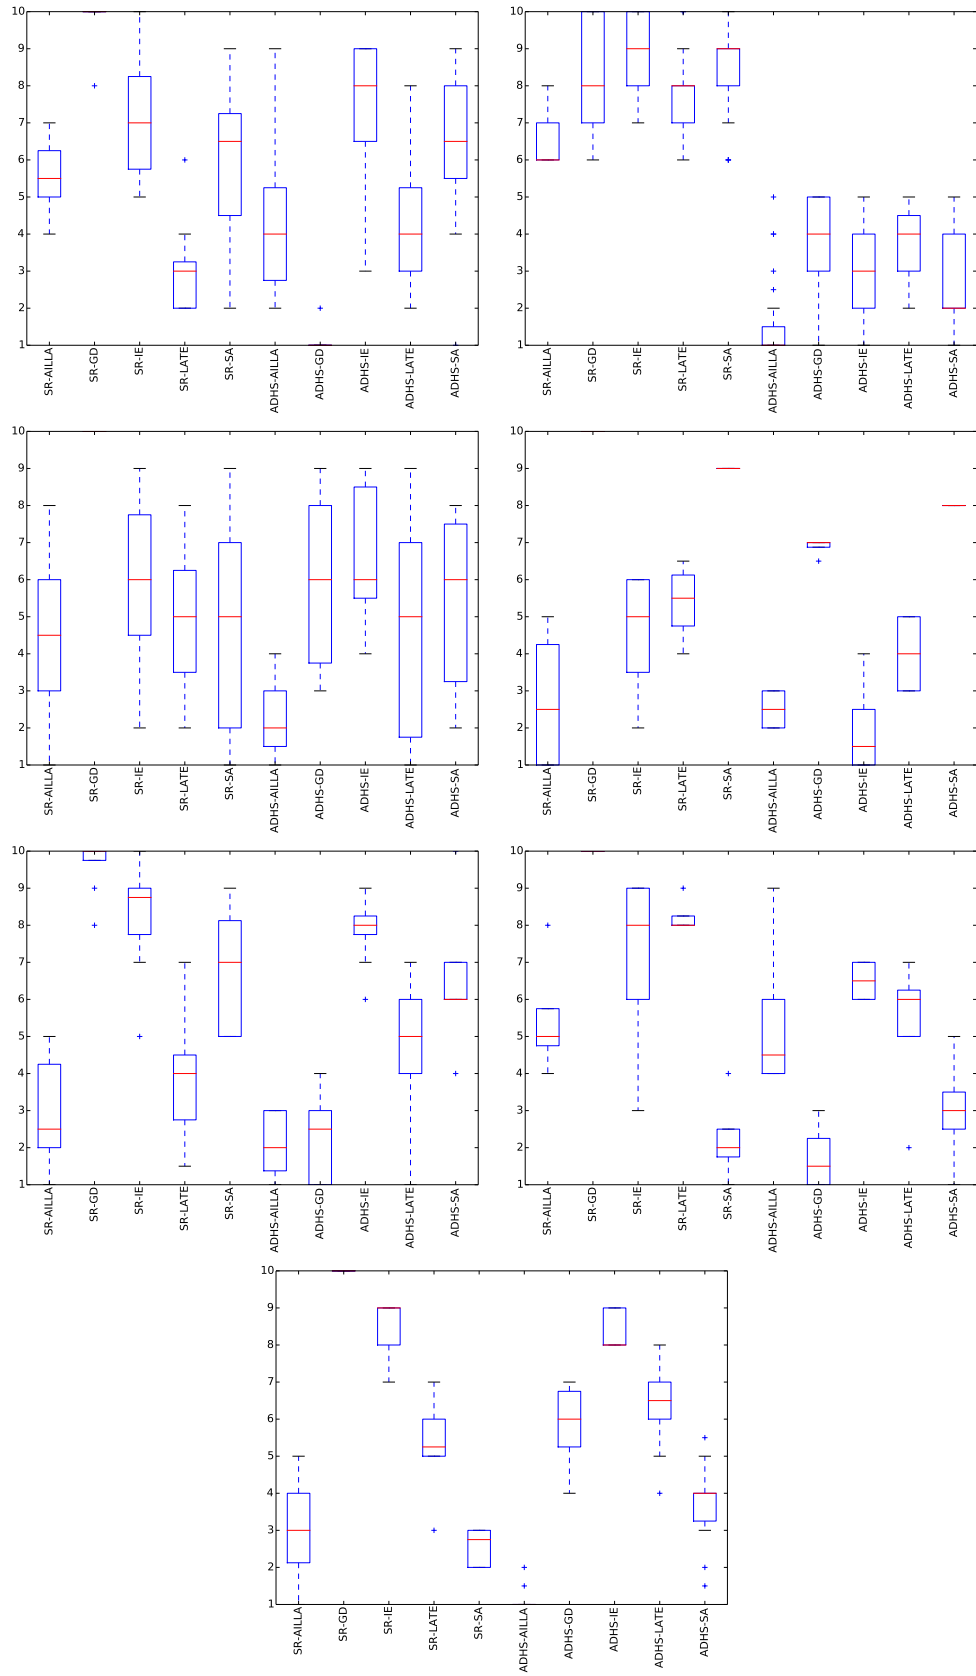 10
9
8
7
6
5
4
3
2
1
SR-AILLA
SR-GD
SR-IE
SR-LATE
SR-SA
ADHS-AILLA
ADHS-GD
ADHS-IE
ADHS-LATE
ADHS-SA
10
9
8
7
6
5
4
3
2
1
SR-AILLA
SR-GD
SR-IE
SR-LATE
SR-SA
ADHS-AILLA
ADHS-GD
ADHS-IE
ADHS-LATE
ADHS-SA
10
9
8
7
6
5
4
3
2
1
SR-AILLA
SR-GD
SR-IE
SR-LATE
SR-SA
ADHS-AILLA
ADHS-GD
ADHS-IE
ADHS-LATE
ADHS-SA
10
9
8
7
6
5
4
3
2
1
SR-AILLA
SR-GD
SR-IE
SR-LATE
SR-SA
ADHS-AILLA
ADHS-GD
ADHS-IE
ADHS-LATE
ADHS-SA
10
9
8
7
6
5
4
3
2
1
SR-AILLA
SR-GD
SR-IE
SR-LATE
SR-SA
ADHS-AILLA
ADHS-GD
ADHS-IE
ADHS-LATE
ADHS-SA
10
9
8
7
6
5
4
3
2
1
SR-AILLA
SR-GD
SR-IE
SR-LATE
SR-SA
ADHS-AILLA
ADHS-GD
ADHS-IE
ADHS-LATE
ADHS-SA
10
9
8
7
6
5
4
3
2
1
SR-AILLA
SR-GD
SR-IE
SR-LATE
SR-SA
ADHS-AILLA
ADHS-GD
ADHS-IE
ADHS-LATE
ADHS-SA